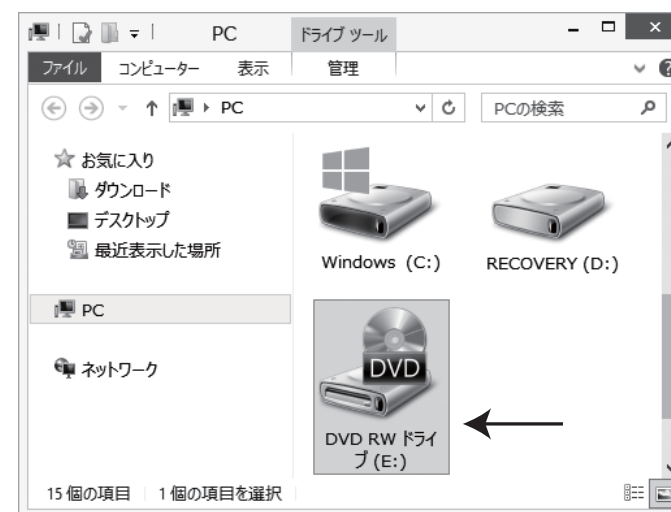 PC
ドライブ ツール
ファイル コンピューター 表示 管理
PC
PCの検索
お気に入り
ダウンロード
デスクトップ
最近表示した場所
PC
ネットワーク
Windows (C:)
RECOVERY (D:)
DVD
DVD RW ドライ
ブ (E:)
15 個の項目 1 個の項目を選択